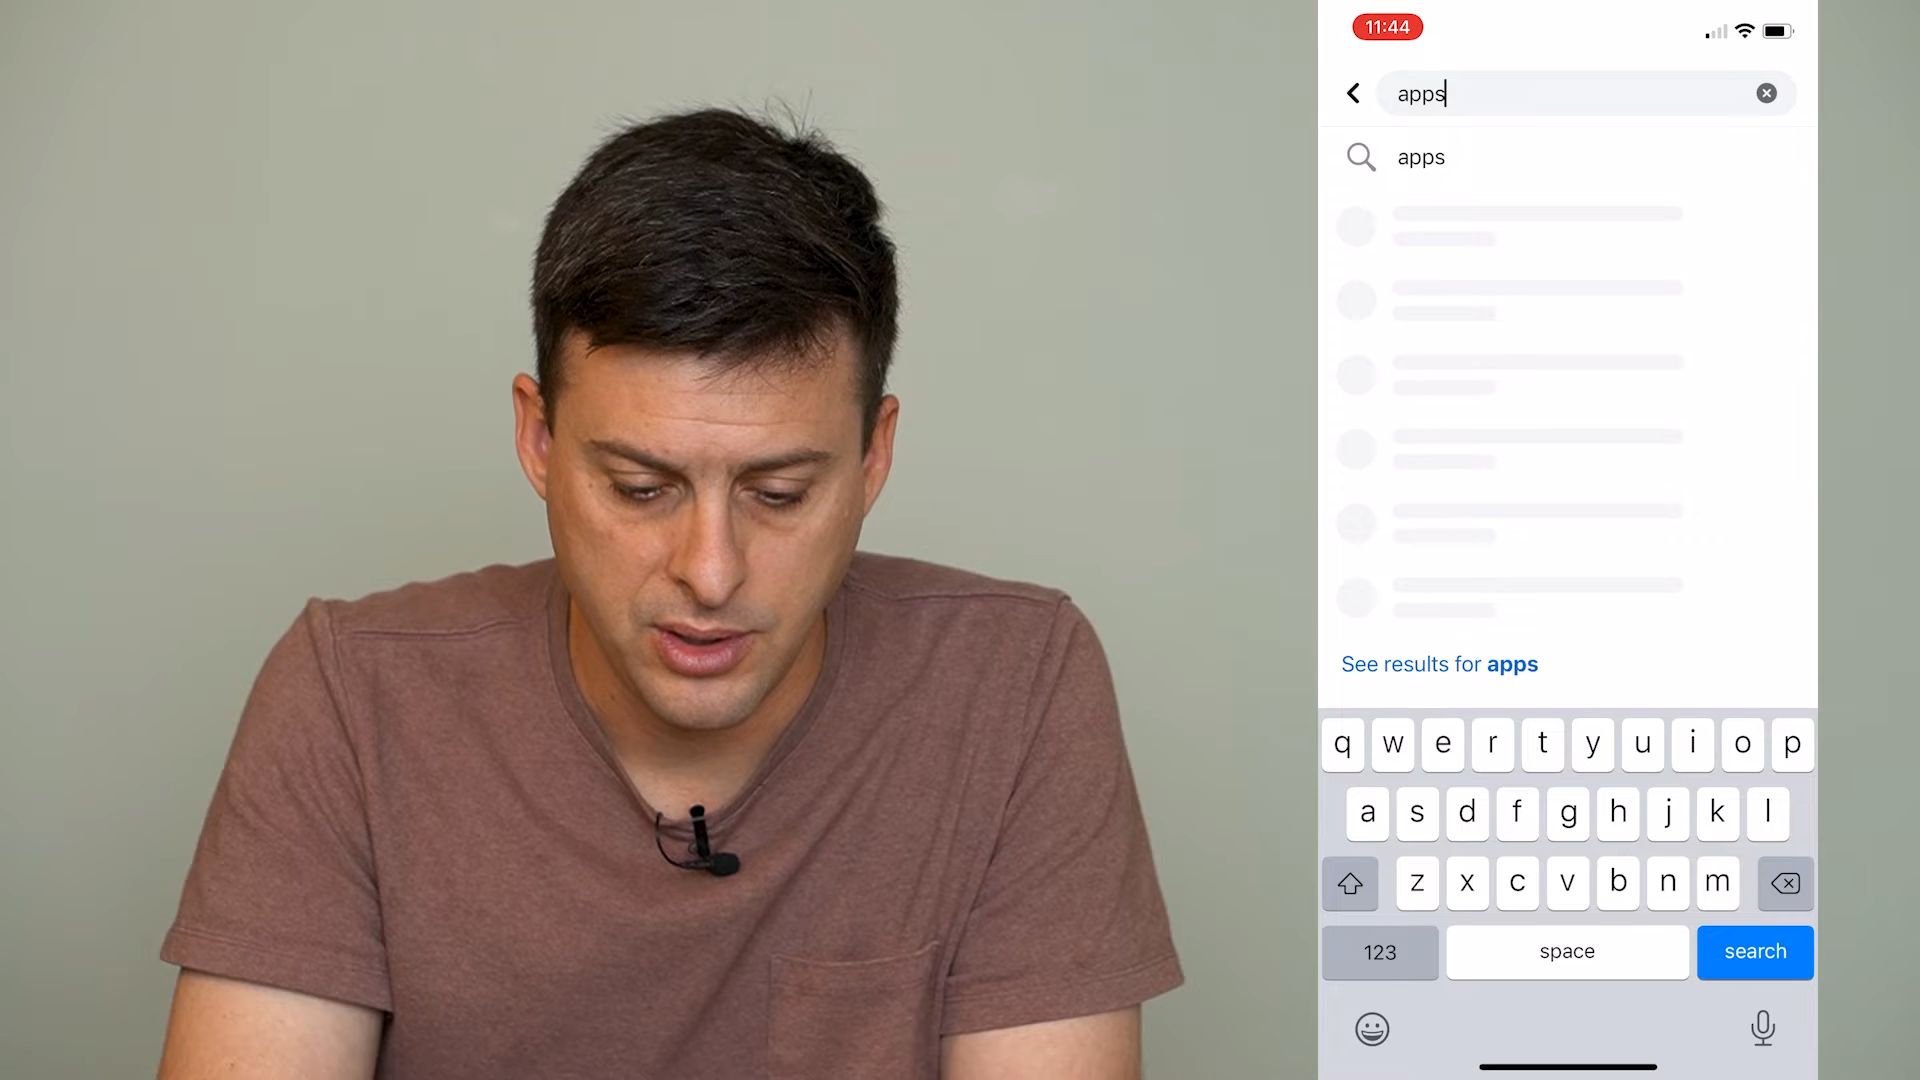 11:44
apps
apps
See results for apps
q w e r t y u i o p
a s d f g h j k l
z x c v b n m
123 space search